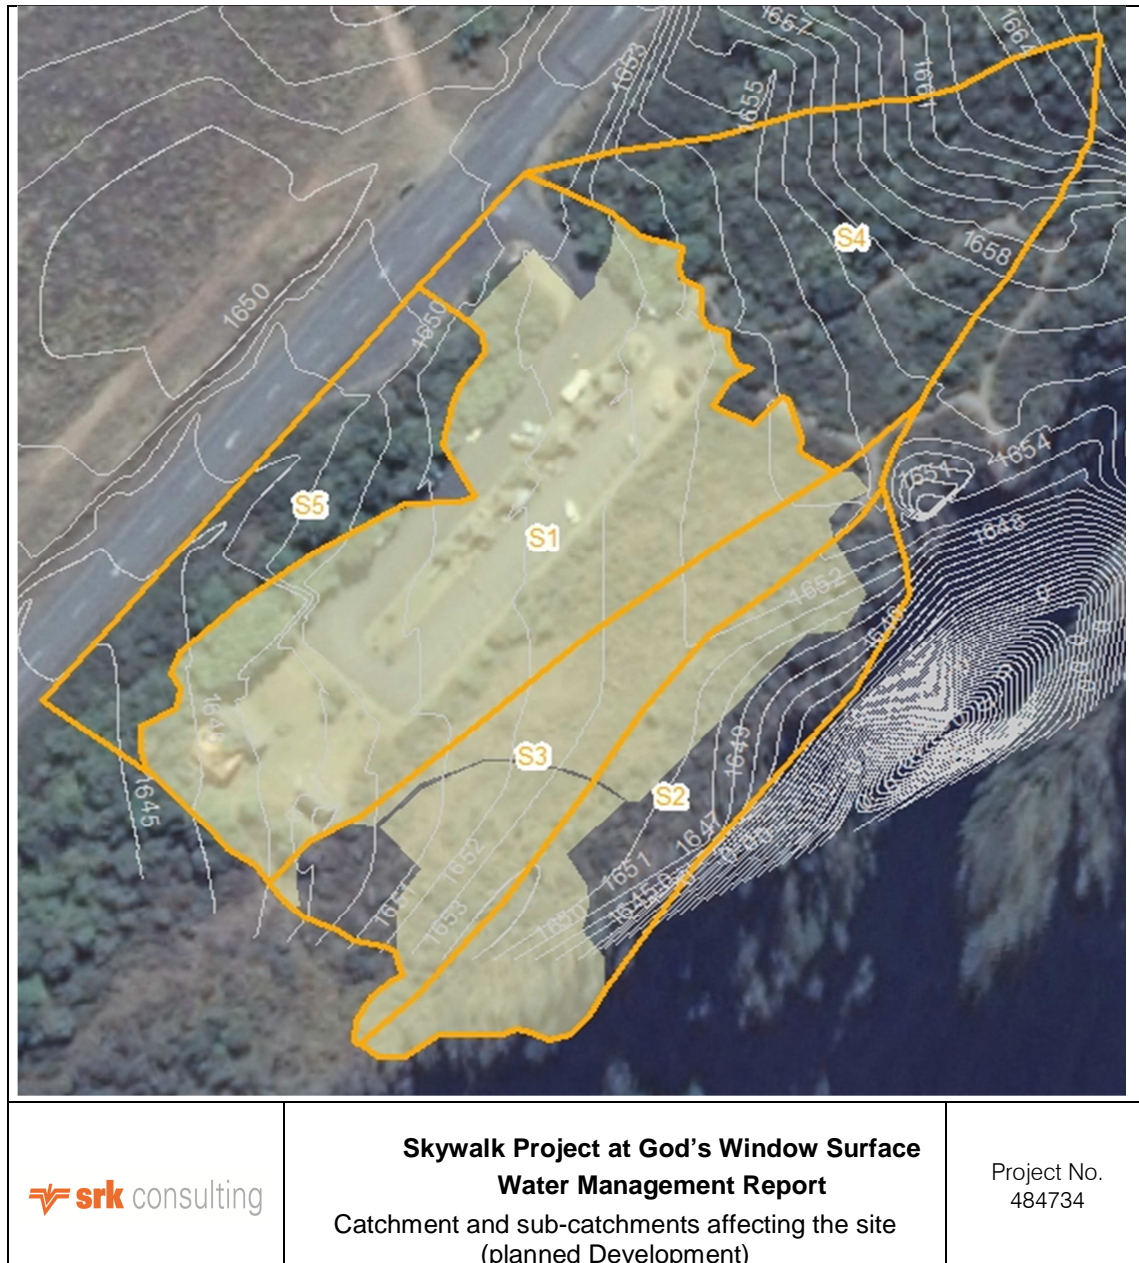 1657
1664
1653
1661
1655
S4
1658
1650
1650
1654
1651
S5
1648
S1
1652
1646
1649
S3
S2
1645
1647
1652
1651
1651
1653
1650
srk consulting
Skywalk Project at God's Window Surface
Water Management Report
Catchment and sub-catchments affecting the site
(planned Development)
Project No.
484734